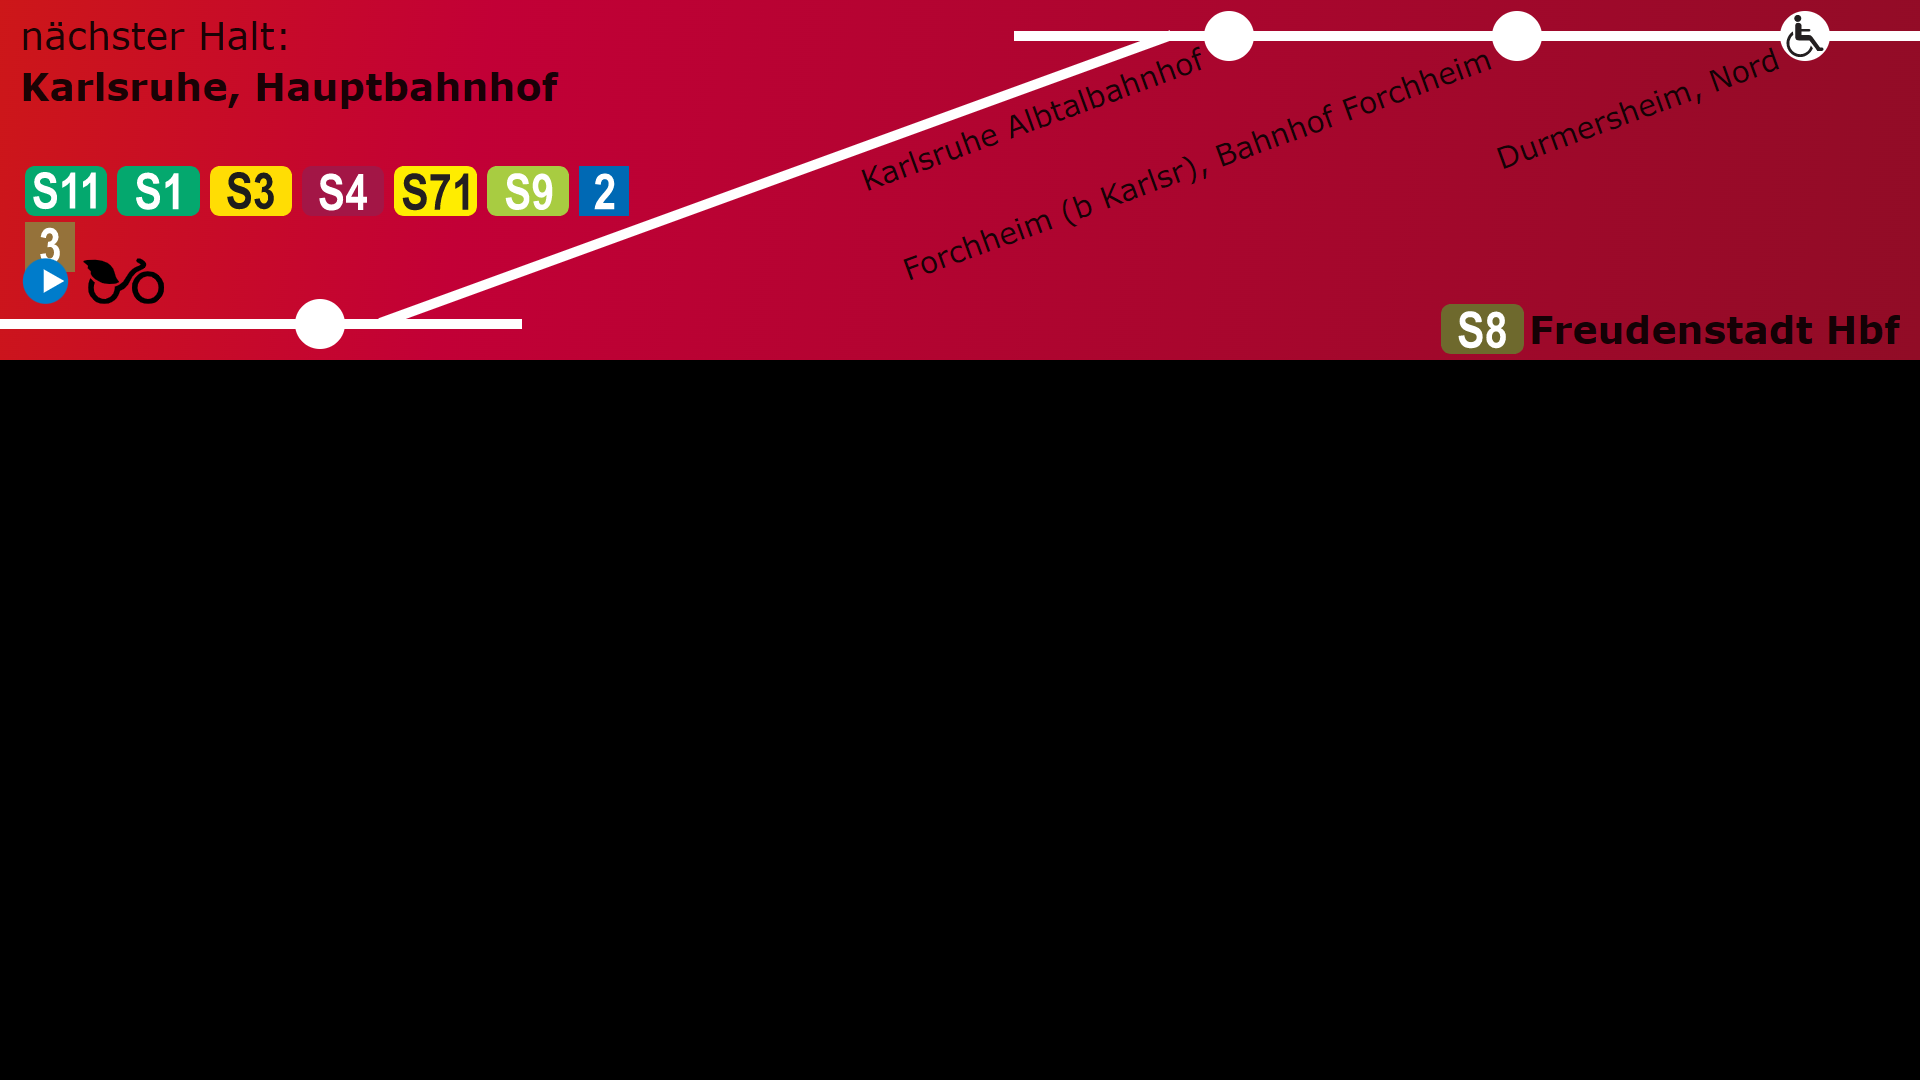 nächster Halt:
Karlsruhe, Hauptbahnhof
S11 S1 S3 S4 S71 S9 2
3
Karlsruhe Albtalbahnhof
Forchheim (b Karlsr), Bahnhof Forchheim
Durmersheim, Nord
S8 Freudenstadt Hbf